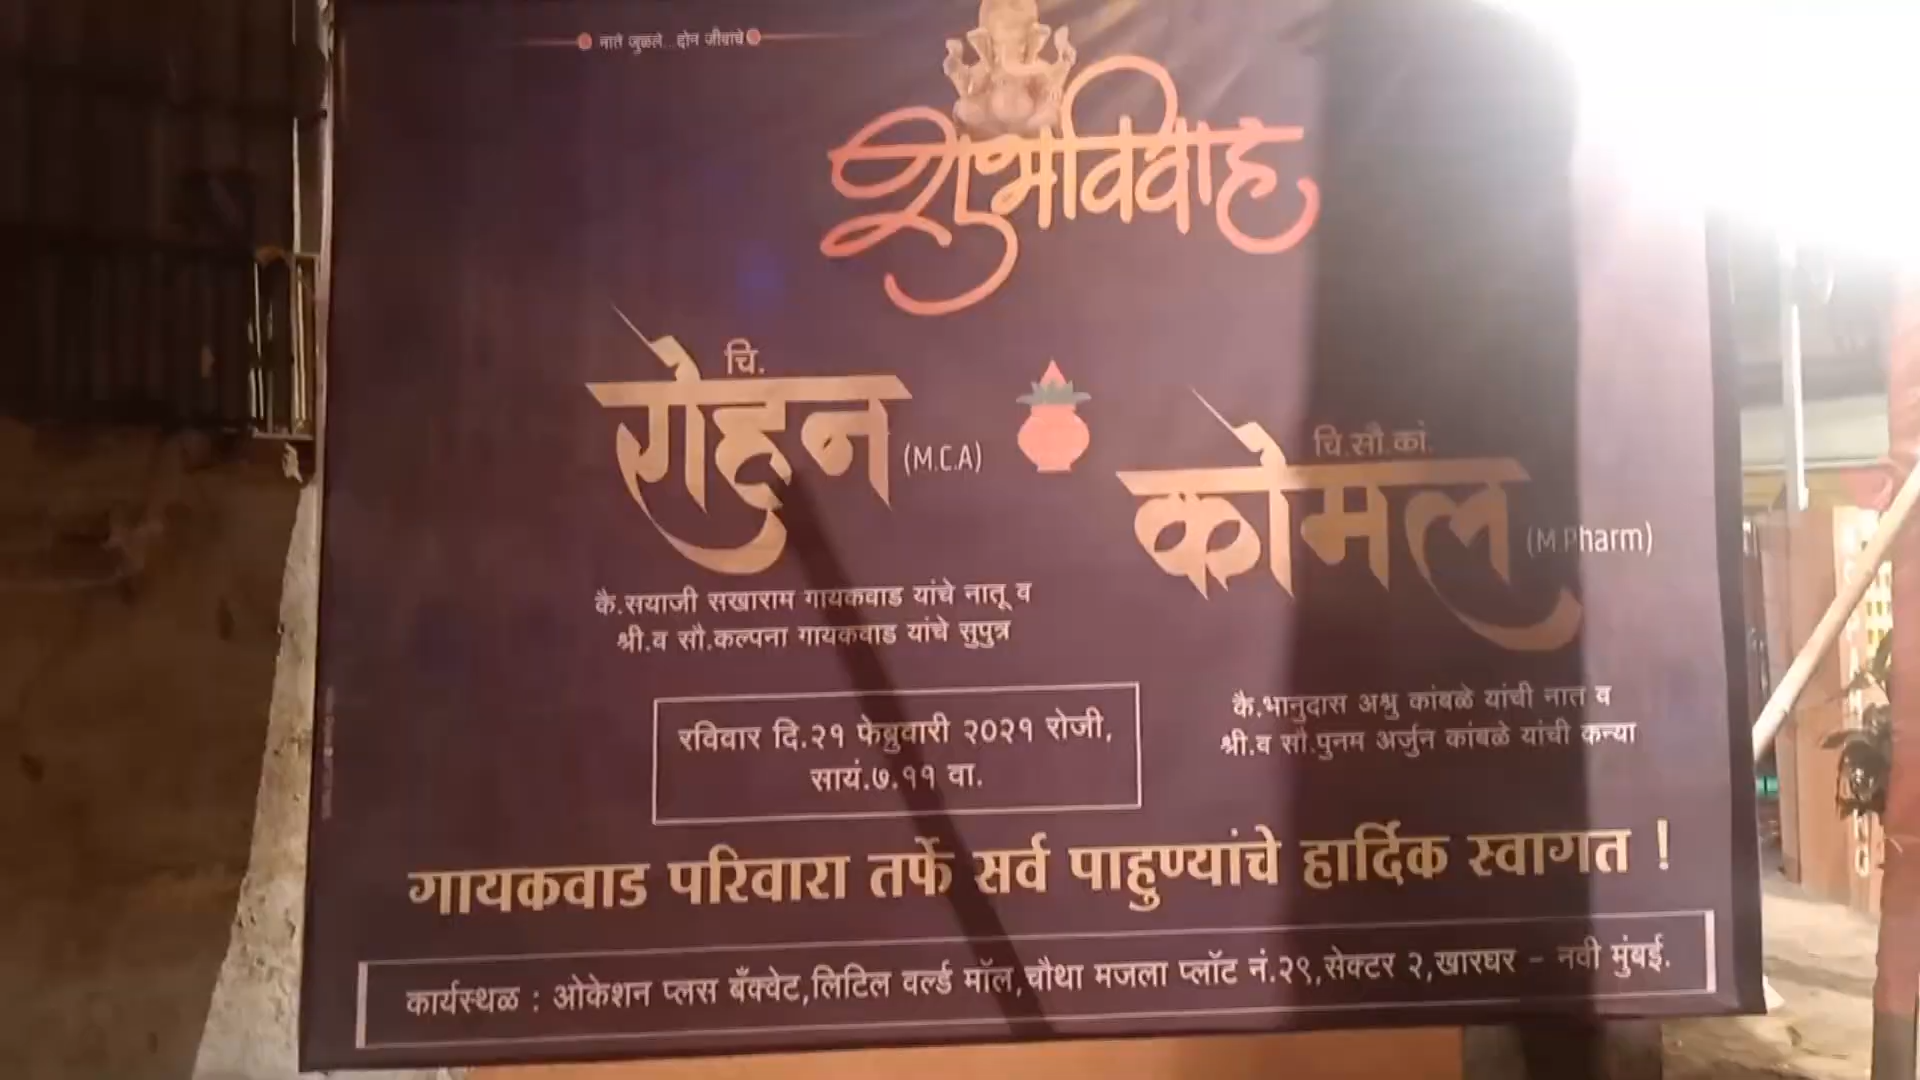 नाते जुळले...दोन जीवांचे
शुभविवाह
चि.
रोहन (M.C.A)
चि.सौ.कां.
कोमल (M.Pharm)
कै.सयाजी सखाराम गायकवाड यांचे नातू व
श्री.व सौ.कल्पना गायकवाड यांचे सुपुत्र
कै.भानुदास अश्रु कांबळे यांची नात व
श्री.व सौ.पुनम अर्जुन कांबळे यांची कन्या
रविवार दि.२१ फेब्रुवारी २०२१ रोजी,
सायं.७.११ वा.
गायकवाड परिवारा तर्फे सर्व पाहुण्यांचे हार्दिक स्वागत !
कार्यस्थळ : ओकेशन प्लस बँक्वेट,लिटिल वर्ल्ड मॉल,चौथा मजला प्लॉट नं.२९,सेक्टर २,खारघर - नवी मुंबई.